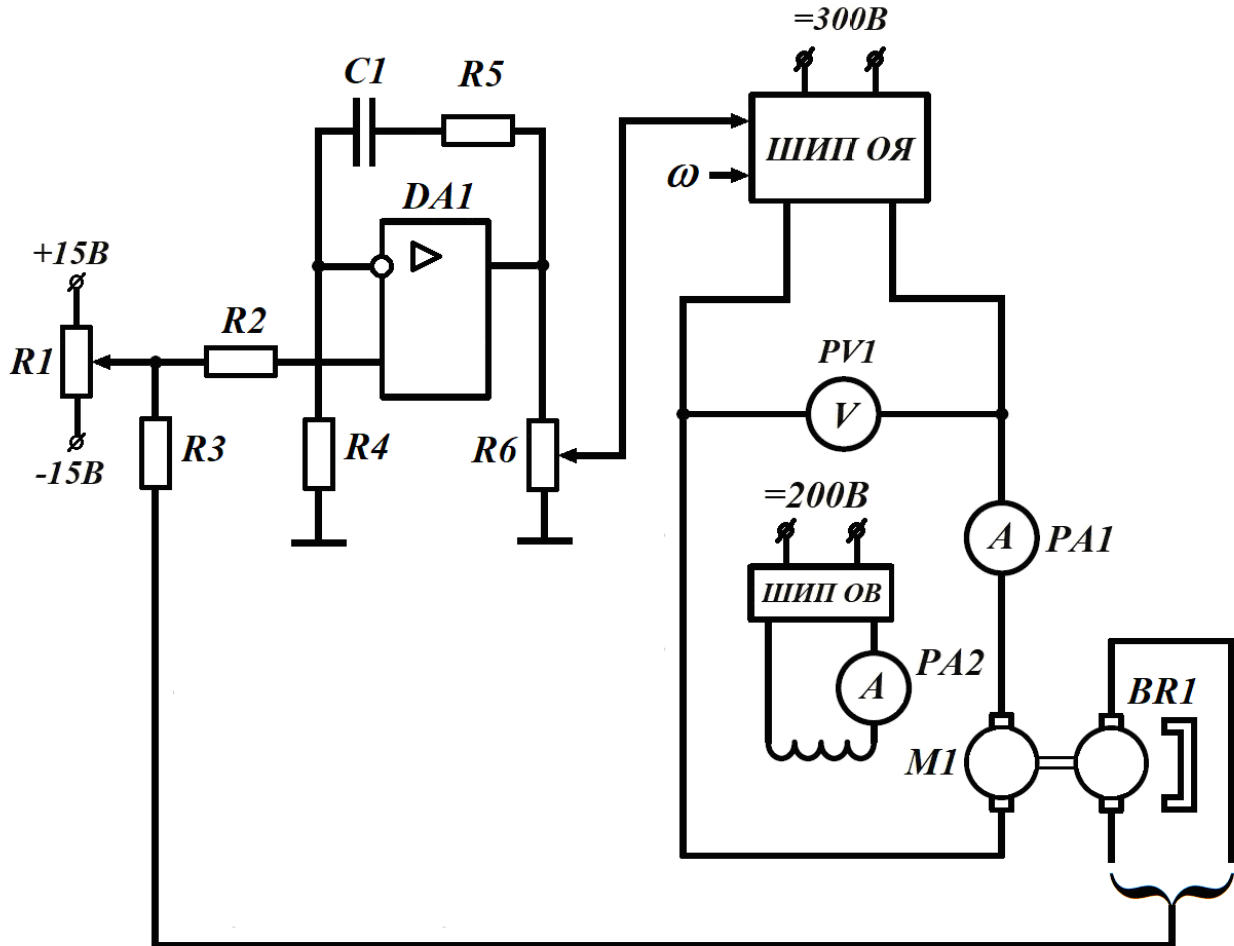 =300В
C1
R5
ШИП ОЯ
ω
DA1
+15В
R2
R1
PV1
V
-15В
R3
R4
R6
=200В
A
PA1
ШИП ОВ
PA2
A
BR1
M1